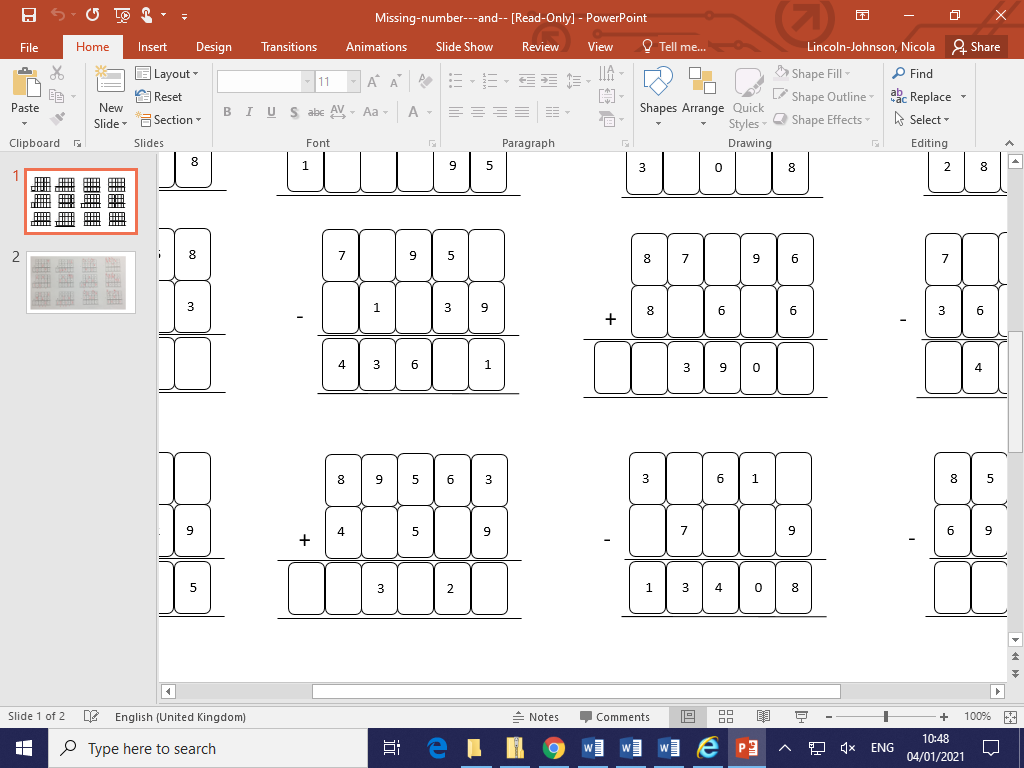 Missing-number---and-- [Read-Only] - PowerPoint
File Home Insert Design Transitions Animations Slide Show Review View Tell me... Lincoln-Johnson, Nicola Share
Paste
Clipboard
New Slide
Layout
Reset
Section
Slides
11
B I U S abc AV Aa A
Font
Paragraph
Shapes
Arrange
Quick Styles
Shape Fill
Shape Outline
Shape Effects
Drawing
Find
Replace
Select
Editing
1
2
8
1 9 5
3 0 8
2 8
8
3
7 9 5
- 1 3 9
4 3 6 1
8 7 9 6
+ 8 6 6
3 9 0
7
- 3 6
4
9
5
8 9 5 6 3
+ 4 5 9
3 2
3 6 1
- 7 9
1 3 4 0 8
8 5
- 6 9
Slide 1 of 2 English (United Kingdom) Notes Comments 100%
Type here to search
ENG
10:48
04/01/2021